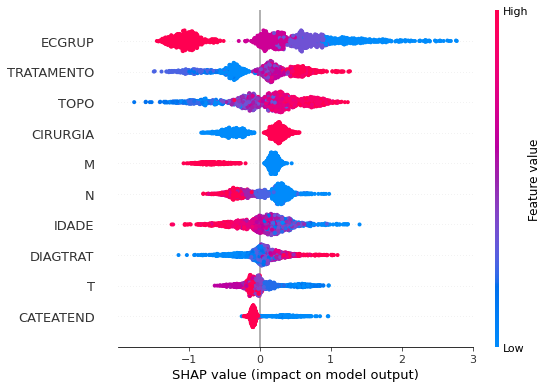 High
ECGRUP
TRATAMENTO
TOPO
CIRURGIA
M
N
IDADE
DIAGTRAT
T
CATEATEND
Feature value
Low
−1
0
1
2
3
SHAP value (impact on model output)